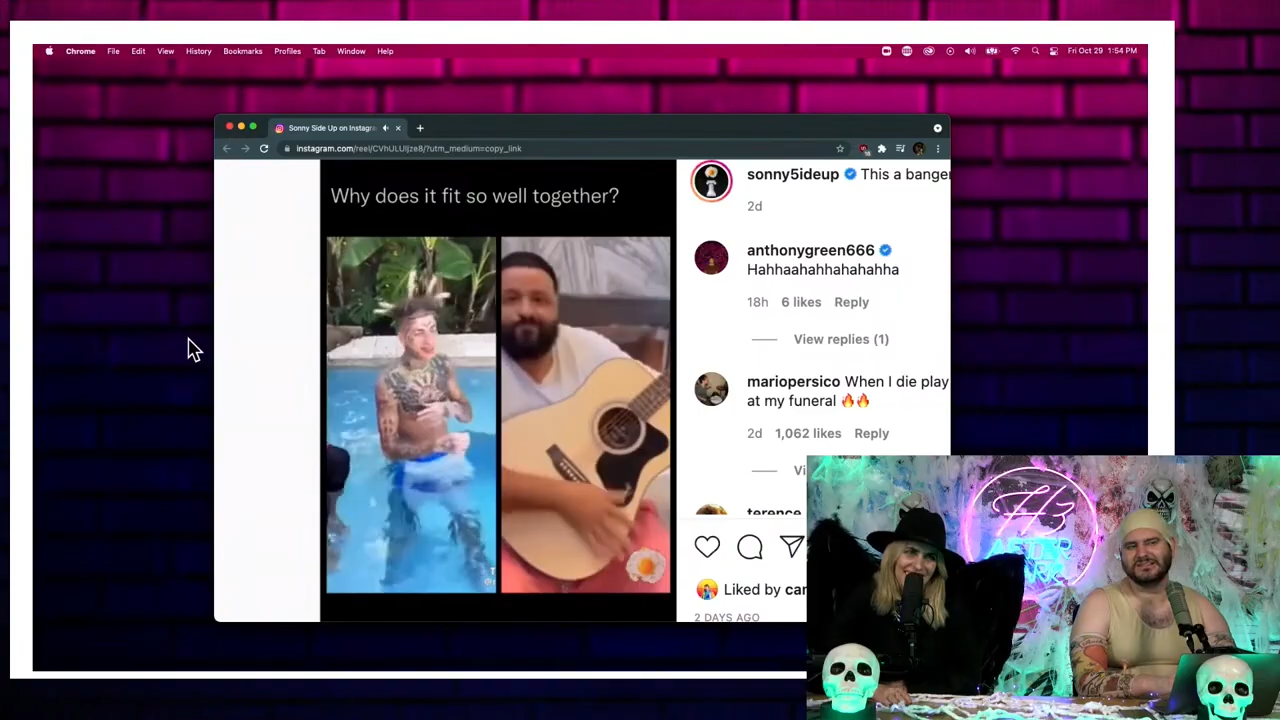 Chrome File Edit View History Bookmarks Profiles Tab Window Help
Fri Oct 29 1:54 PM
Sonny Side Up on Instagra
instagram.com/reel/CVhULUljze8/?utm_medium=copy_link
Why does it fit so well together?
sonny5ideup This a banger
2d
anthonygreen666
Hahhaahahhahahahha
18h 6 likes Reply
View replies (1)
mariopersico When I die play
at my funeral 🔥🔥
2d 1,062 likes Reply
Vi
terence
Liked by car
2 DAYS AGO
H3